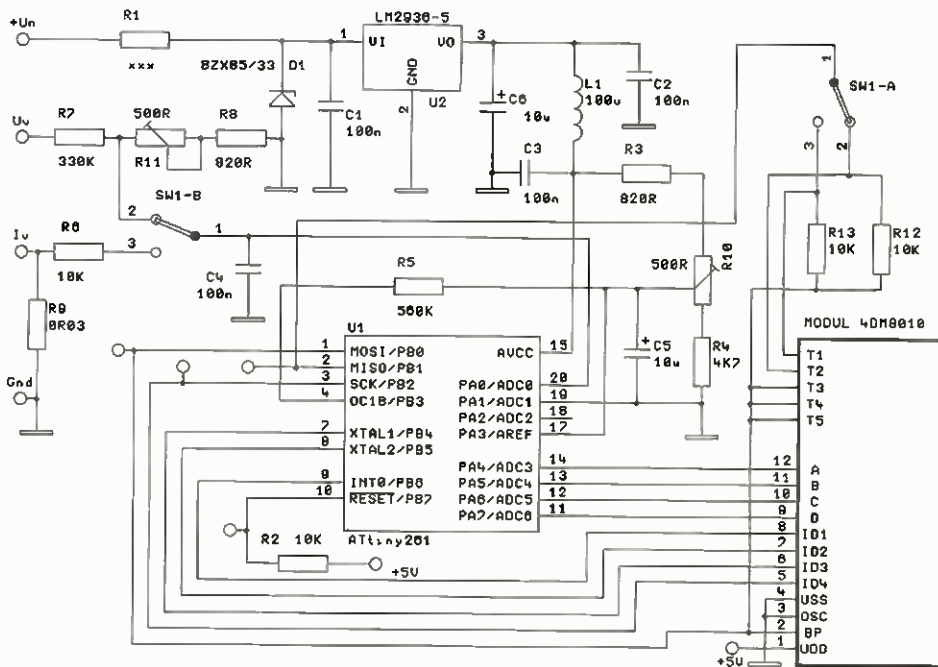 +Un
R1
xxx
BZX85/33
D1
LM2936-5
1
VI
VO
3
GND
2
U2
C1
100n
C6
10u
L1
100u
C2
100n
1
SW1-A
3
2
Uv
R7
330K
500R
R11
R8
820R
C3
100n
R3
820R
SW1-B
2
3
1
Iv
R6
10K
R9
0R03
Gnd
C4
100n
R5
560K
500R
R10
R13
10K
R12
10K
C5
10u
R4
4K7
U1
1
MOSI/PB0
2
MISO/PB1
3
SCK/PB2
4
OC1B/PB3
7
XTAL1/PB4
8
XTAL2/PB5
9
INT0/PB6
10
RESET/PB7
AVCC
15
PA0/ADC0
20
PA1/ADC1
19
PA2/ADC2
18
PA3/AREF
17
PA4/ADC3
14
PA5/ADC4
13
PA6/ADC5
12
PA7/ADC6
11
ATtiny261
R2
10K
+5V
MODUL 4DM8010
T1
T2
T3
T4
T5
12
A
11
B
10
C
9
D
8
ID1
7
ID2
6
ID3
5
ID4
4
VSS
3
OSC
2
BP
1
VDD
+5V